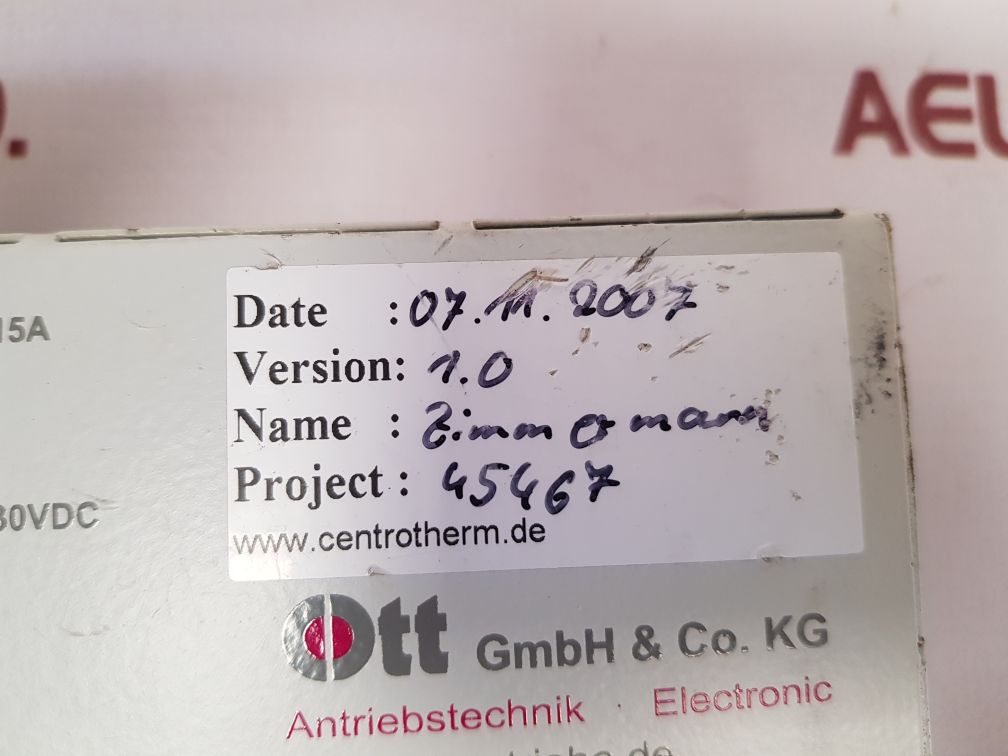 15A
Date : 07.11.2007
Version: 1.0
Name : Zimmermann
Project : 45467
www.centrotherm.de
30VDC
Ott GmbH & Co. KG
Antriebstechnik · Electronic